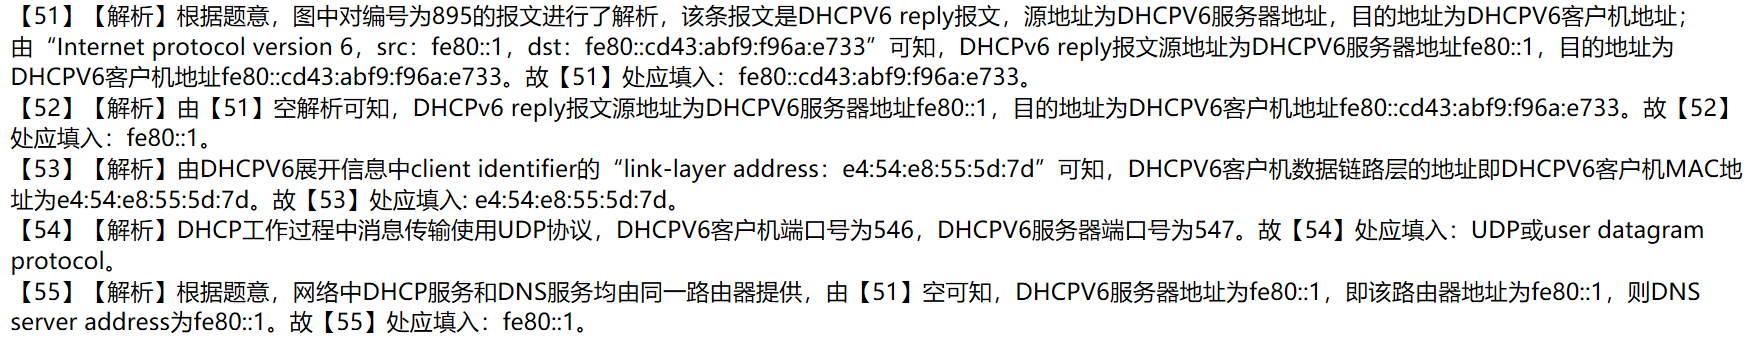 【51】【解析】根据题意，图中对编号为895的报文进行了解析，该条报文是DHCPV6 reply报文，源地址为DHCPV6服务器地址，目的地址为DHCPV6客户机地址；
由“Internet protocol version 6，src：fe80::1，dst：fe80::cd43:abf9:f96a:e733”可知，DHCPv6 reply报文源地址为DHCPV6服务器地址fe80::1，目的地址为
DHCPV6客户机地址fe80::cd43:abf9:f96a:e733。故【51】处应填入：fe80::cd43:abf9:f96a:e733。
【52】【解析】由【51】空解析可知，DHCPv6 reply报文源地址为DHCPV6服务器地址fe80::1，目的地址为DHCPV6客户机地址fe80::cd43:abf9:f96a:e733。故【52】
处应填入：fe80::1。
【53】【解析】由DHCPV6展开信息中client identifier的“link-layer address：e4:54:e8:55:5d:7d”可知，DHCPV6客户机数据链路层的地址即DHCPV6客户机MAC地
址为e4:54:e8:55:5d:7d。故【53】处应填入: e4:54:e8:55:5d:7d。
【54】【解析】DHCP工作过程中消息传输使用UDP协议，DHCPV6客户机端口号为546，DHCPV6服务器端口号为547。故【54】处应填入：UDP或user datagram
protocol。
【55】【解析】根据题意，网络中DHCP服务和DNS服务均由同一路由器提供，由【51】空可知，DHCPV6服务器地址为fe80::1，即该路由器地址为fe80::1，则DNS
server address为fe80::1。故【55】处应填入：fe80::1。